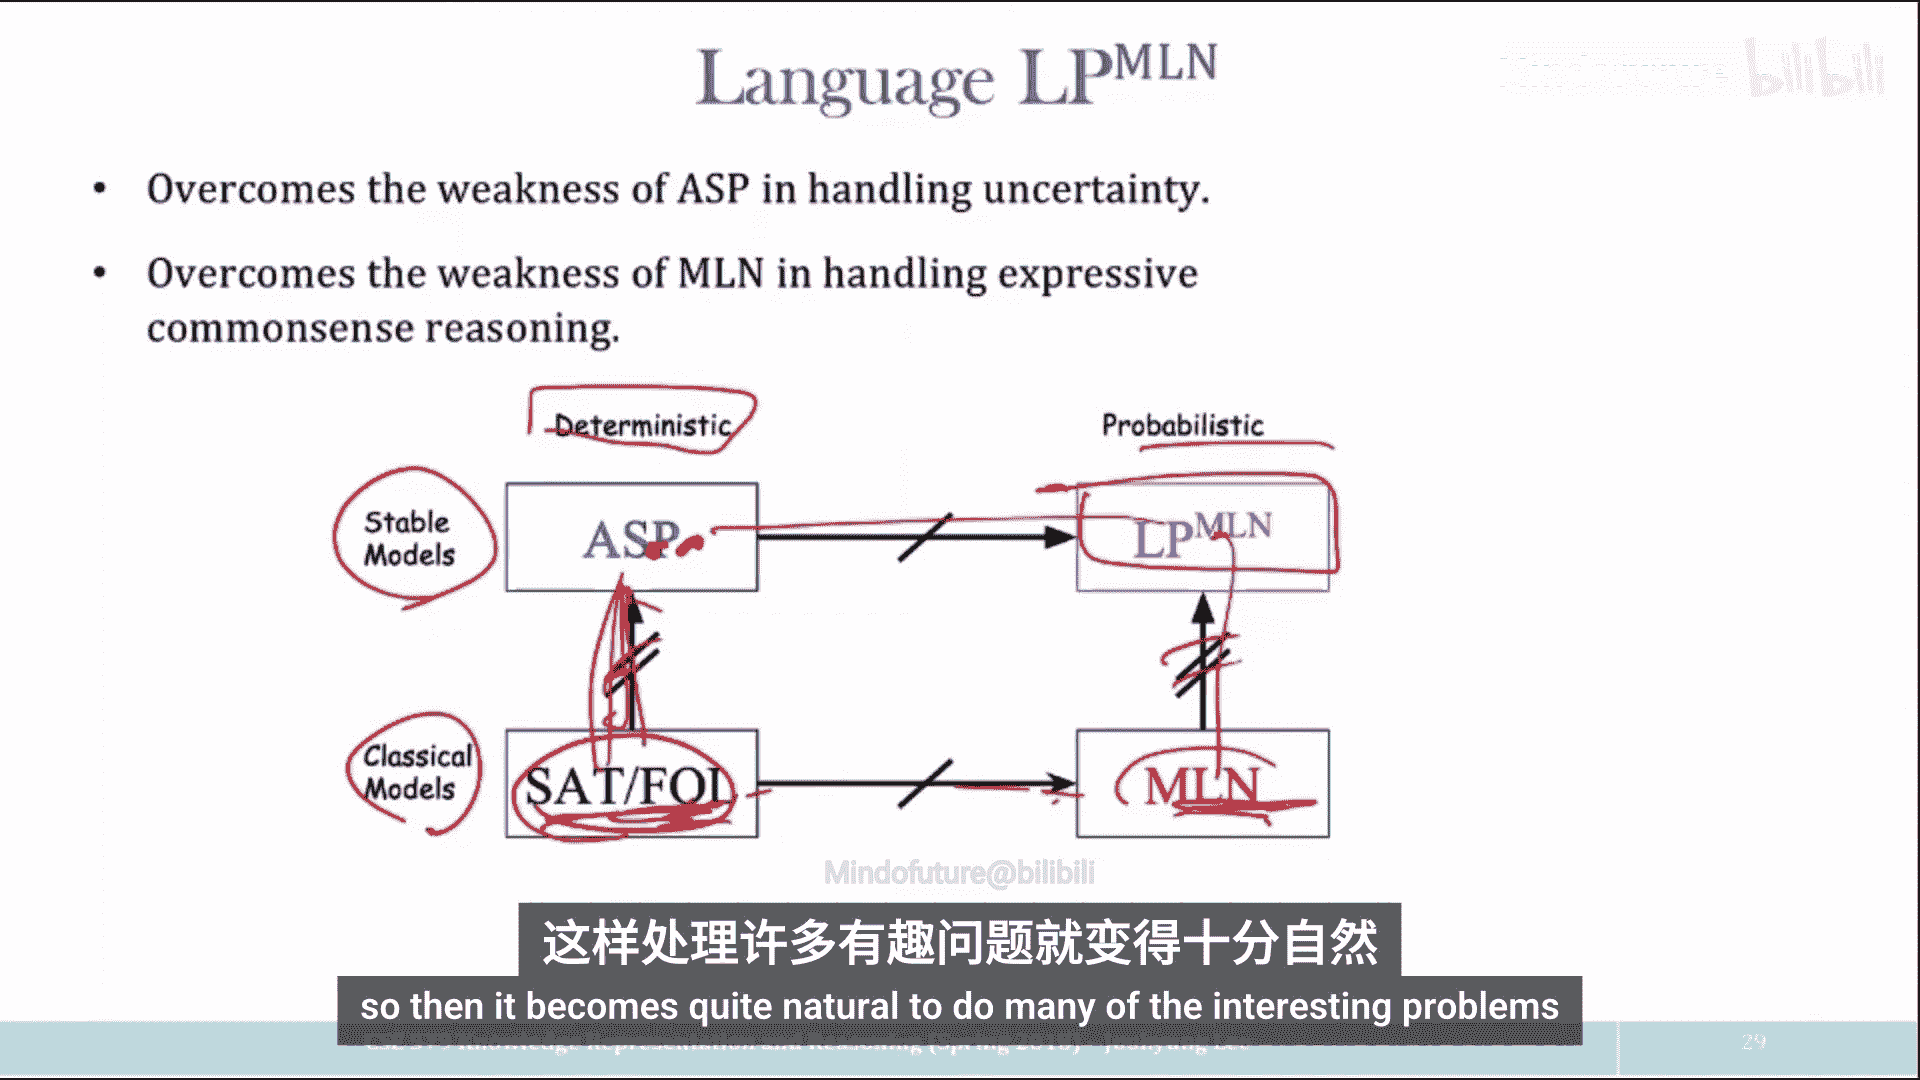 Language LP^MLN
bilibili
• Overcomes the weakness of ASP in handling uncertainty.
• Overcomes the weakness of MLN in handling expressive
commonsense reasoning.
Deterministic
Probabilistic
Stable
Models
ASP
LP^MLN
Classical
Models
SAT/FOL
MLN
Mindofuture@bilibili
这样处理许多有趣问题就变得十分自然
so then it becomes quite natural to do many of the interesting problems
29